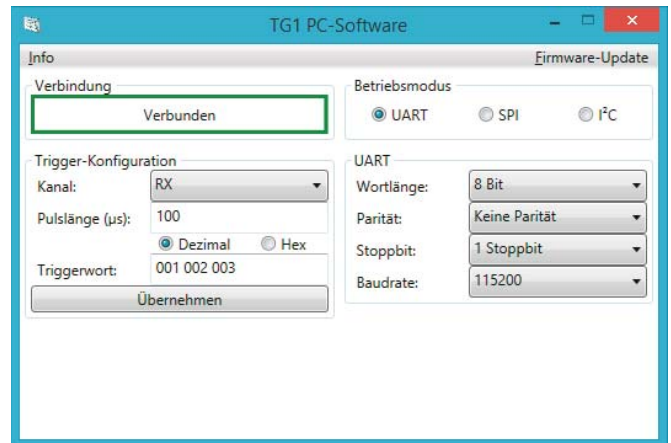 TG1 PC-Software
Info
Firmware-Update
Verbindung
Verbunden
Betriebsmodus
UART
SPI
I²C
Trigger-Konfiguration
Kanal:
RX
Pulslänge (µs):
100
Dezimal
Hex
Triggerwort:
001 002 003
Übernehmen
UART
Wortlänge:
8 Bit
Parität:
Keine Parität
Stoppbit:
1 Stoppbit
Baudrate:
115200